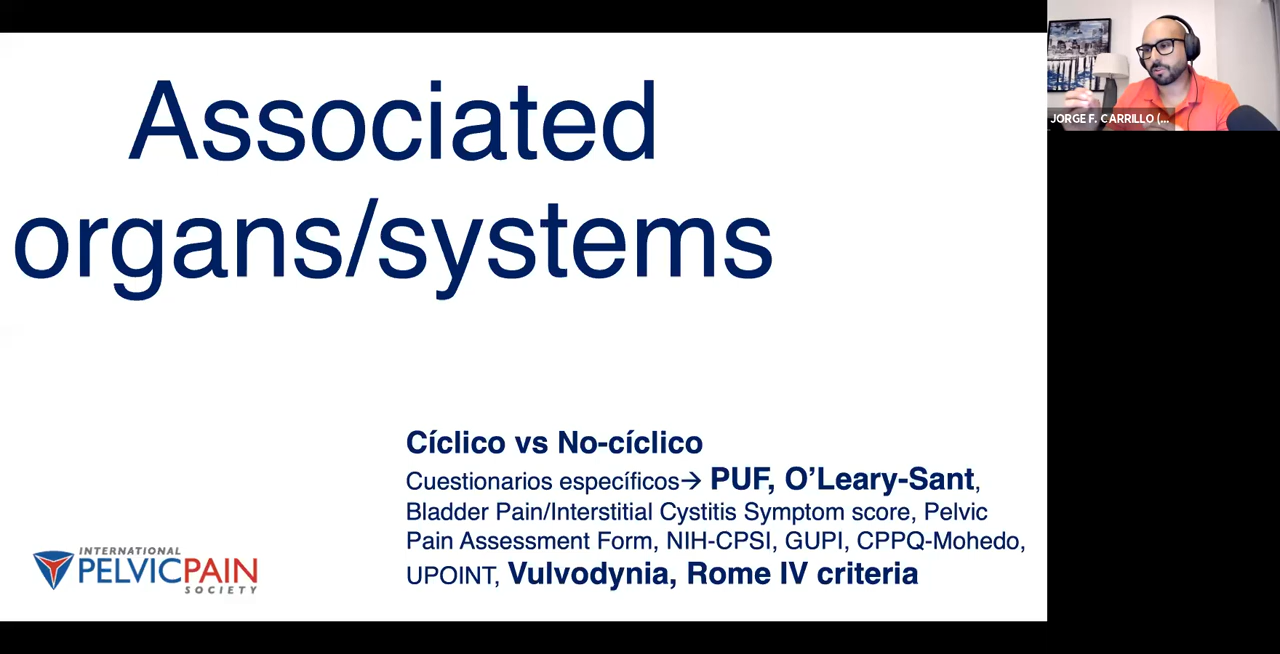 Associated
organs/systems
Cíclico vs No-cíclico
Cuestionarios específicos→ PUF, O’Leary-Sant,
Bladder Pain/Interstitial Cystitis Symptom score, Pelvic
Pain Assessment Form, NIH-CPSI, GUPI, CPPQ-Mohedo,
UPOINT, Vulvodynia, Rome IV criteria
INTERNATIONAL
PELVICPAIN
SOCIETY
JORGE F. CARRILLO (...